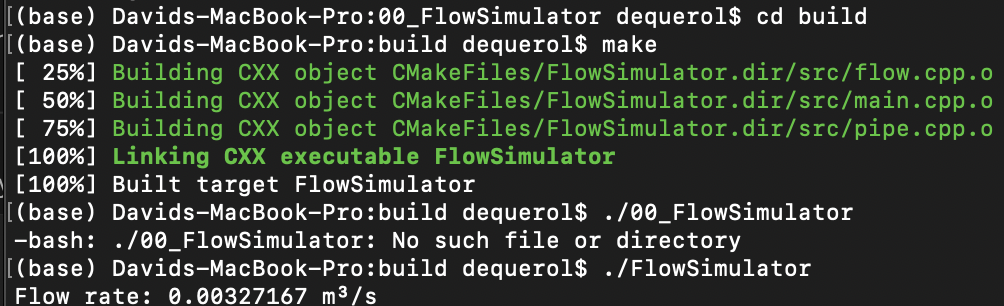 [(base) Davids-MacBook-Pro:00_FlowSimulator dequerol$ cd build
[(base) Davids-MacBook-Pro:build dequerol$ make
[ 25%] Building CXX object CMakeFiles/FlowSimulator.dir/src/flow.cpp.o
[ 50%] Building CXX object CMakeFiles/FlowSimulator.dir/src/main.cpp.o
[ 75%] Building CXX object CMakeFiles/FlowSimulator.dir/src/pipe.cpp.o
[100%] Linking CXX executable FlowSimulator
[100%] Built target FlowSimulator
[(base) Davids-MacBook-Pro:build dequerol$ ./00_FlowSimulator
-bash: ./00_FlowSimulator: No such file or directory
[(base) Davids-MacBook-Pro:build dequerol$ ./FlowSimulator
Flow rate: 0.00327167 m³/s